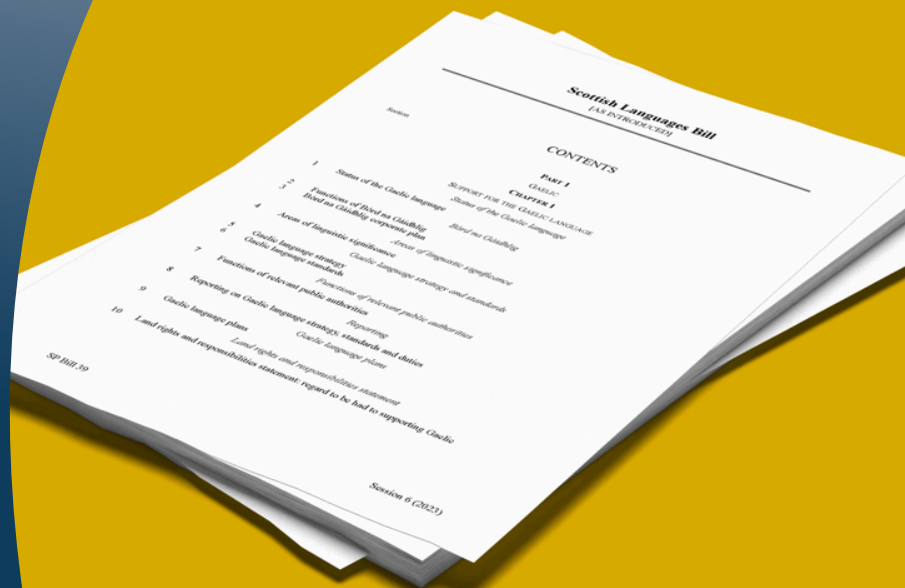 Scottish Languages Bill
[AS INTRODUCED]
CONTENTS
Section
PART 1
GAELIC
CHAPTER 1
SUPPORT FOR THE GAELIC LANGUAGE
Status of the Gaelic language
1 Status of the Gaelic language
Bòrd na Gàidhlig
2 Functions of Bòrd na Gàidhlig
3 Bòrd na Gàidhlig corporate plan
Areas of linguistic significance
4 Areas of linguistic significance
Gaelic language strategy and standards
5 Gaelic language strategy
6 Gaelic language standards
Functions of relevant public authorities
7 Functions of relevant public authorities
Reporting
8 Reporting on Gaelic language strategy, standards and duties
Gaelic language plans
9 Gaelic language plans
Land rights and responsibilities statement
10 Land rights and responsibilities statement: regard to be had to supporting Gaelic
SP Bill 39
Session 6 (2023)